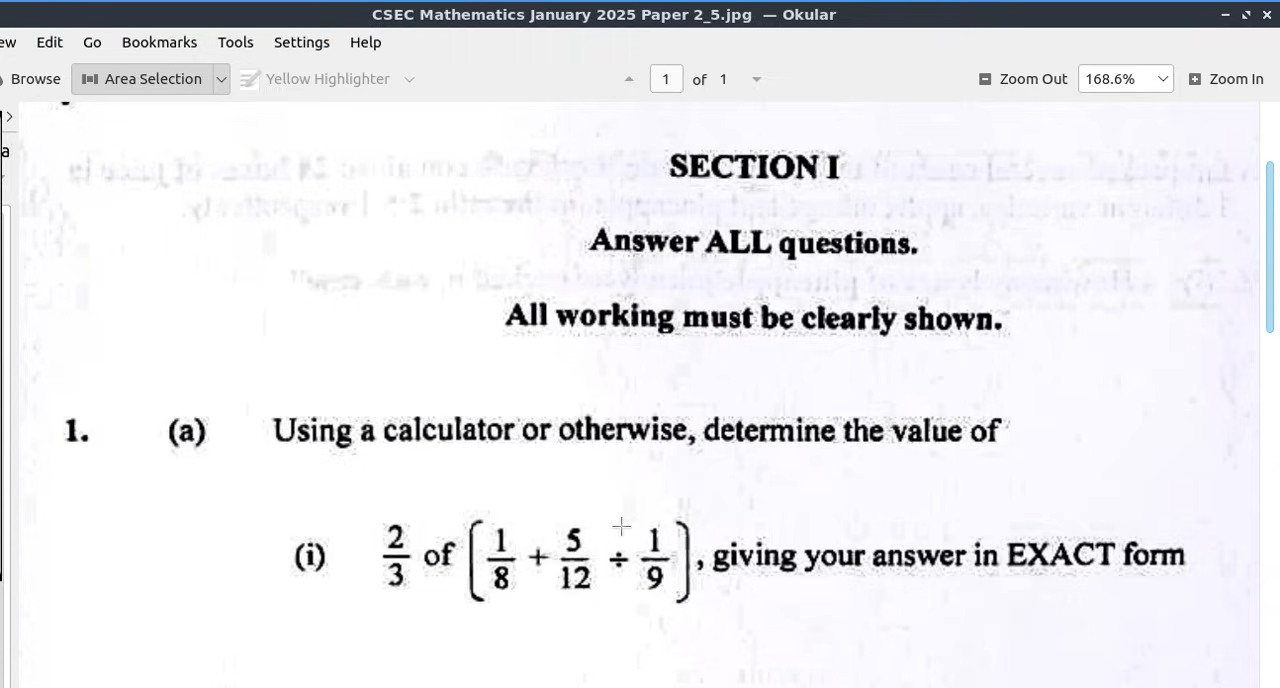 CSEC Mathematics January 2025 Paper 2_5.jpg — Okular
ew Edit Go Bookmarks Tools Settings Help
Browse Area Selection Yellow Highlighter 1 of 1 Zoom Out 168.6% Zoom In
a
SECTION I
Answer ALL questions.
All working must be clearly shown.
1. (a) Using a calculator or otherwise, determine the value of
(i) 2/3 of [1/8 + 5/12 ÷ 1/9], giving your answer in EXACT form